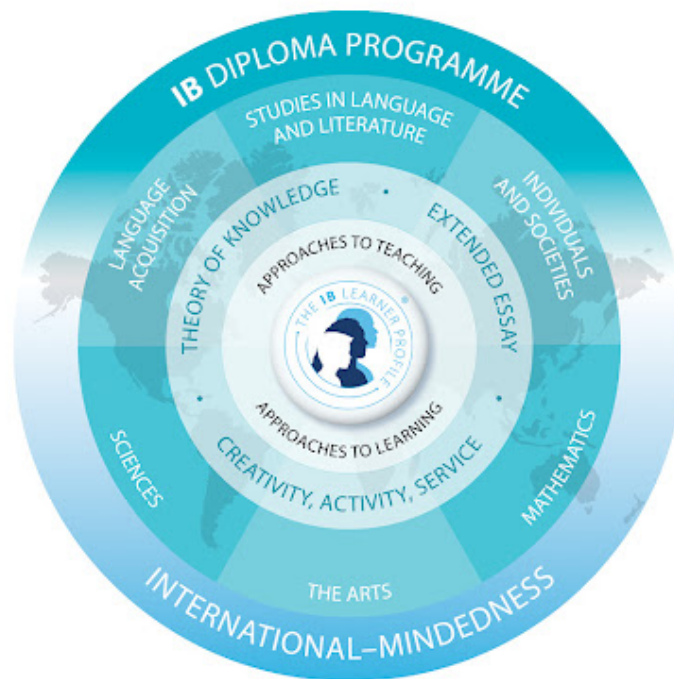 IB DIPLOMA PROGRAMME
STUDIES IN LANGUAGE
AND LITERATURE
LANGUAGE
ACQUISITION
INDIVIDUALS
AND SOCIETIES
THEORY OF KNOWLEDGE
EXTENDED ESSAY
APPROACHES TO TEACHING
THE IB LEARNER PROFILE
®
APPROACHES TO LEARNING
CREATIVITY, ACTIVITY, SERVICE
SCIENCES
MATHEMATICS
THE ARTS
INTERNATIONAL–MINDEDNESS